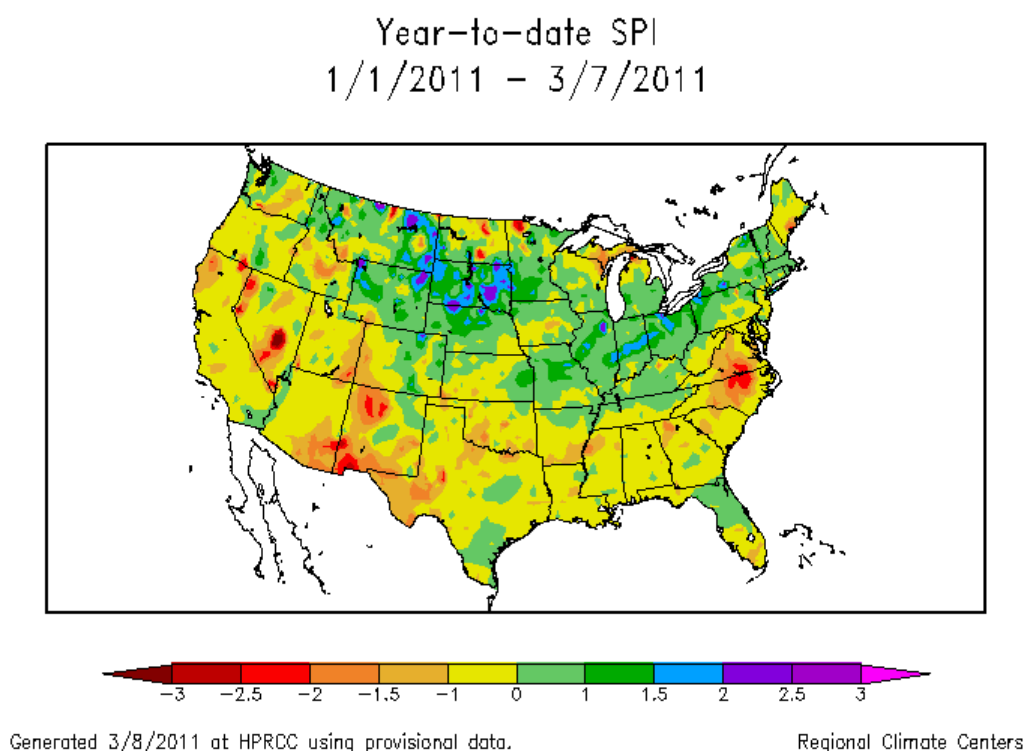 Year-to-date SPI
1/1/2011 - 3/7/2011
-3 -2.5 -2 -1.5 -1 0 1 1.5 2 2.5 3
Generated 3/8/2011 at HPRCC using provisional data. Regional Climate Centers